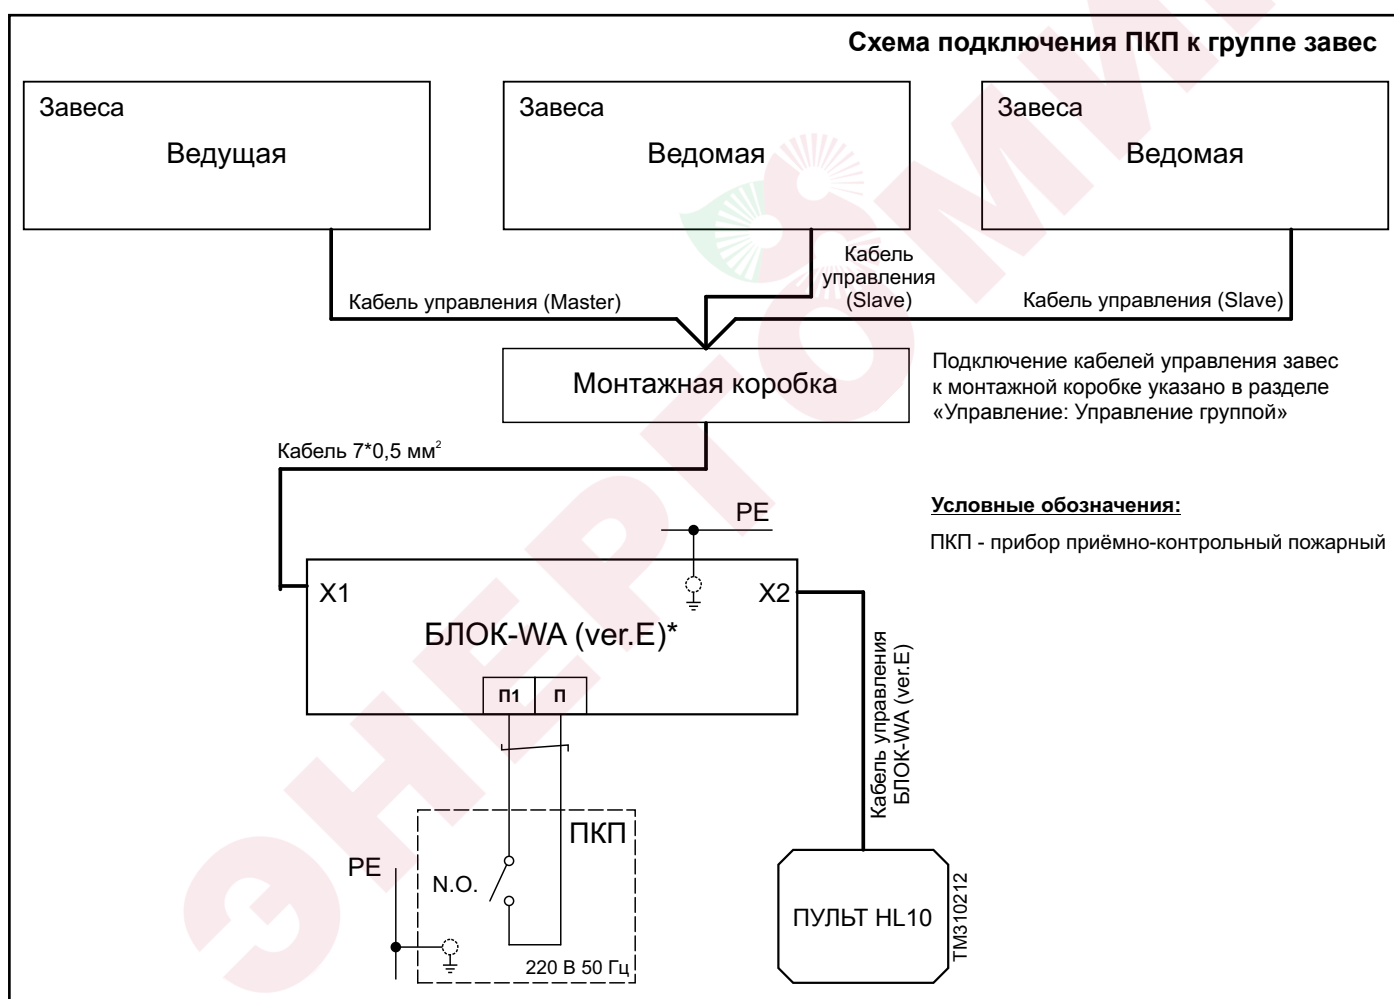 Схема подключения ПКП к группе завес
Завеса
Ведущая
Завеса
Ведомая
Завеса
Ведомая
Кабель управления (Master)
Кабель
управления
(Slave)
Кабель управления (Slave)
Монтажная коробка
Подключение кабелей управления завес
к монтажной коробке указано в разделе
«Управление: Управление группой»
Кабель 7*0,5 мм²
Условные обозначения:
ПКП - прибор приёмно-контрольный пожарный
PE
X1
X2
БЛОК-WA (ver.E)*
П1
П
Кабель управления
БЛОК-WA (ver.E)
ПКП
PE
N.O.
220 В 50 Гц
ПУЛЬТ HL10
TM310212
ЭНЕРГОМИ